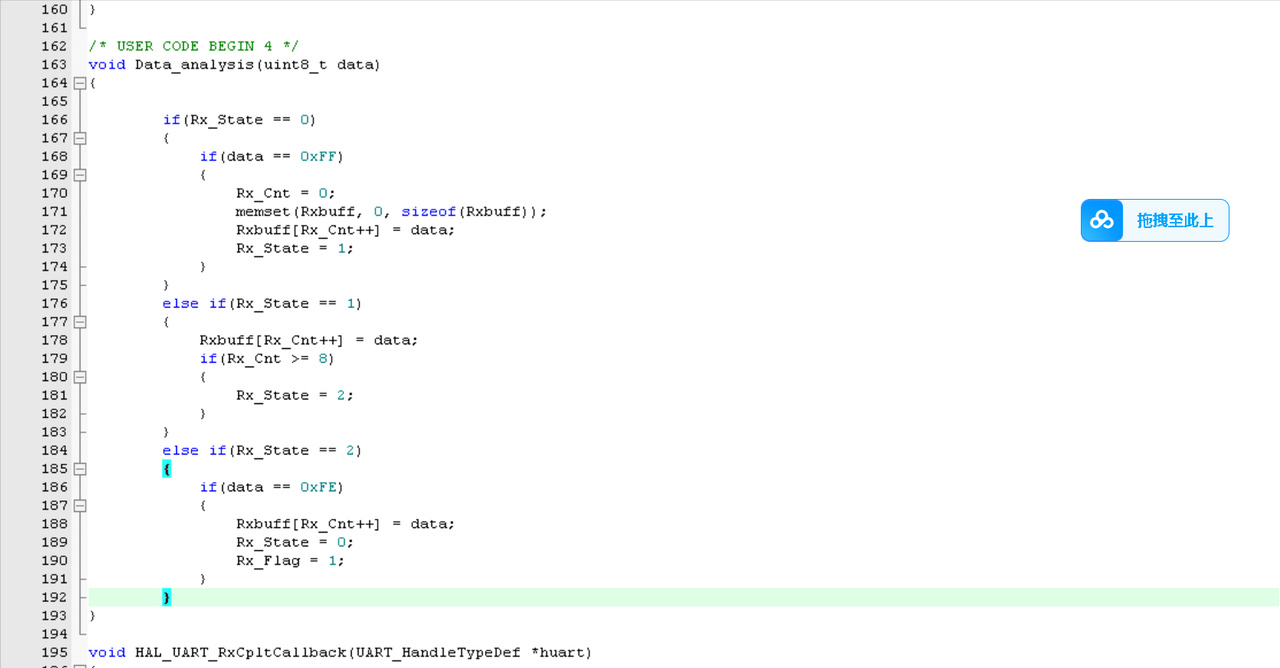 160 }
161
162 /* USER CODE BEGIN 4 */
163 void Data_analysis(uint8_t data)
164 {
165
166         if(Rx_State == 0)
167         {
168             if(data == 0xFF)
169             {
170                 Rx_Cnt = 0;
171                 memset(Rxbuff, 0, sizeof(Rxbuff));
172                 Rxbuff[Rx_Cnt++] = data;
173                 Rx_State = 1;
174             }
175         }
176         else if(Rx_State == 1)
177         {
178             Rxbuff[Rx_Cnt++] = data;
179             if(Rx_Cnt >= 8)
180             {
181                 Rx_State = 2;
182             }
183         }
184         else if(Rx_State == 2)
185         {
186             if(data == 0xFE)
187             {
188                 Rxbuff[Rx_Cnt++] = data;
189                 Rx_State = 0;
190                 Rx_Flag = 1;
191             }
192         }
193 }
194
195 void HAL_UART_RxCpltCallback(UART_HandleTypeDef *huart)
拖拽至此上